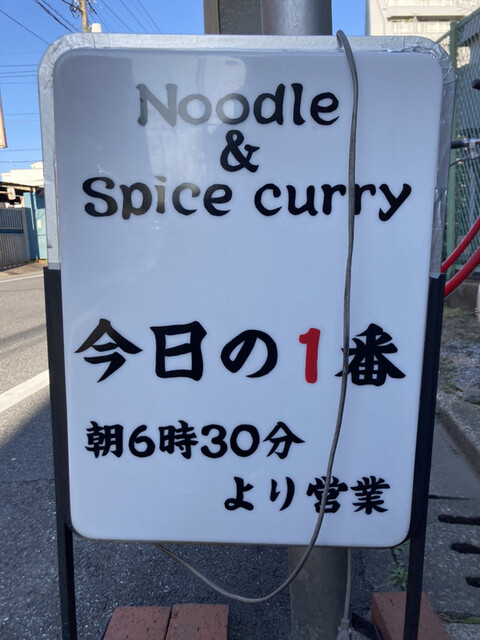 Noodle
&
Spice curry
今日の1番
朝6時30分
より営業